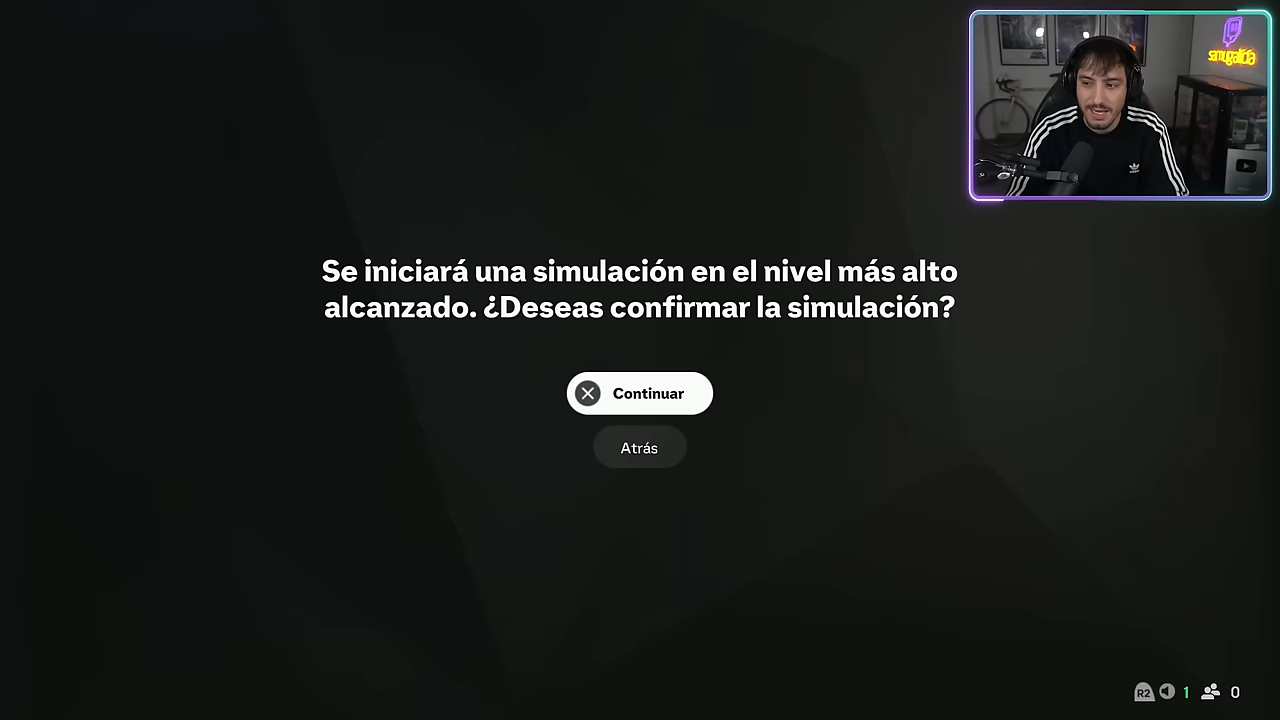 samugalida
Se iniciará una simulación en el nivel más alto
alcanzado. ¿Deseas confirmar la simulación?
Continuar
Atrás
R2 1 0